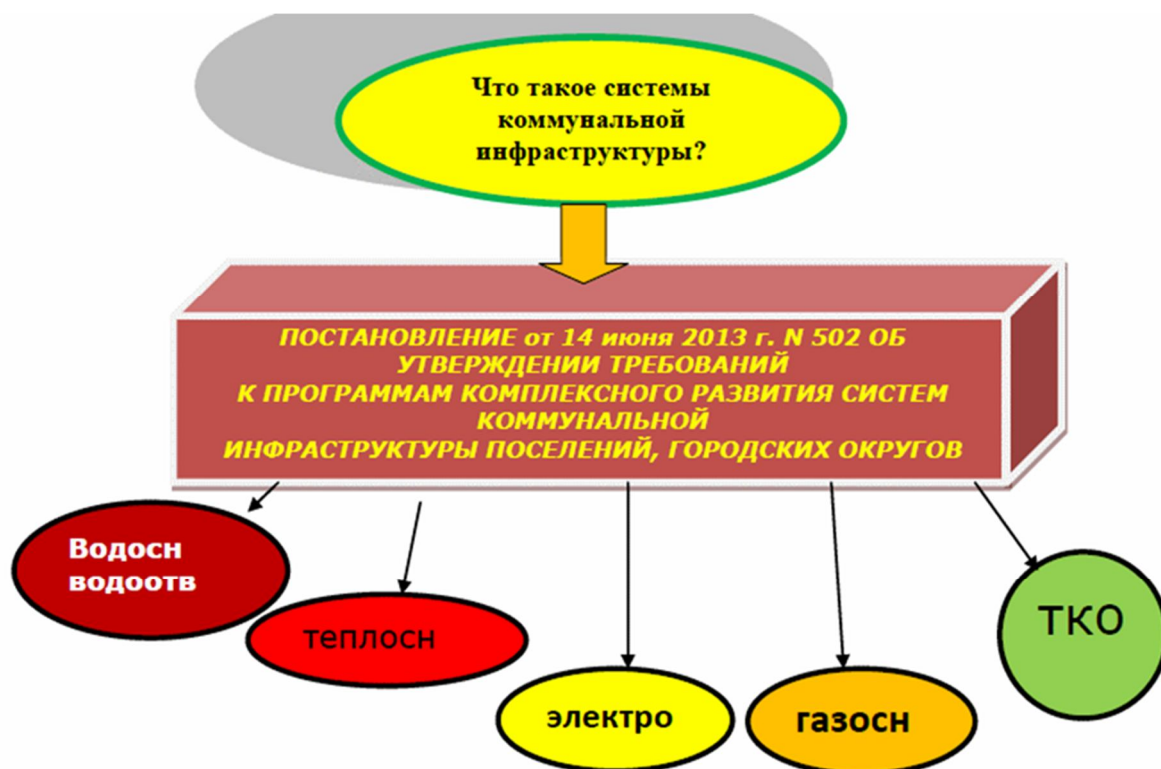 Что такое системы
коммунальной
инфраструктуры?
ПОСТАНОВЛЕНИЕ от 14 июня 2013 г. N 502 ОБ
УТВЕРЖДЕНИИ ТРЕБОВАНИЙ
К ПРОГРАММАМ КОМПЛЕКСНОГО РАЗВИТИЯ СИСТЕМ
КОММУНАЛЬНОЙ
ИНФРАСТРУКТУРЫ ПОСЕЛЕНИЙ, ГОРОДСКИХ ОКРУГОВ
Водосн
водоотв
теплосн
электро
газосн
тко